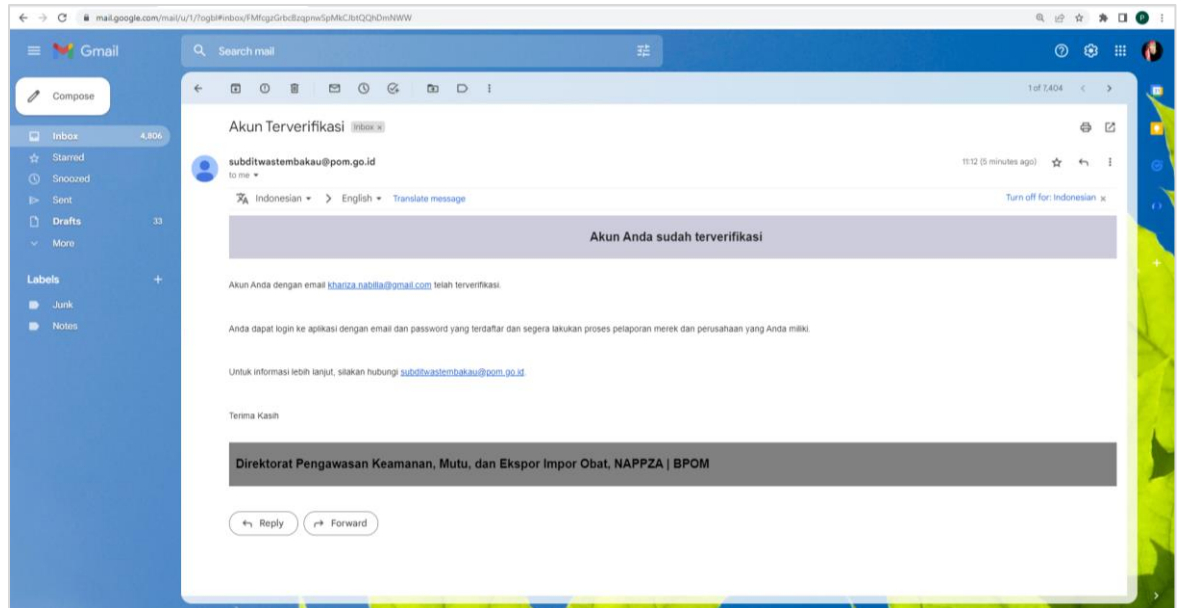 mail.google.com/mail/u/1/?ogbl#inbox/FMfcgzGrbcBzqpnwSpMkCJbtQQhDmNWW
P
Gmail
Search mail
Compose
1 of 7,404
Inbox 4,806
Starred
Snoozed
Sent
Drafts 33
More
Labels
Junk
Notes
Akun Terverifikasi Inbox x
subditwastembakau@pom.go.id 11:12 (5 minutes ago)
to me
Indonesian > English Translate message Turn off for: Indonesian x
Akun Anda sudah terverifikasi
Akun Anda dengan email khariza.nabilla@gmail.com telah terverifikasi.
Anda dapat login ke aplikasi dengan email dan password yang terdaftar dan segera lakukan proses pelaporan merek dan perusahaan yang Anda miliki.
Untuk informasi lebih lanjut, silakan hubungi subditwastembakau@pom.go.id.
Terima Kasih
Direktorat Pengawasan Keamanan, Mutu, dan Ekspor Impor Obat, NAPPZA | BPOM
Reply Forward